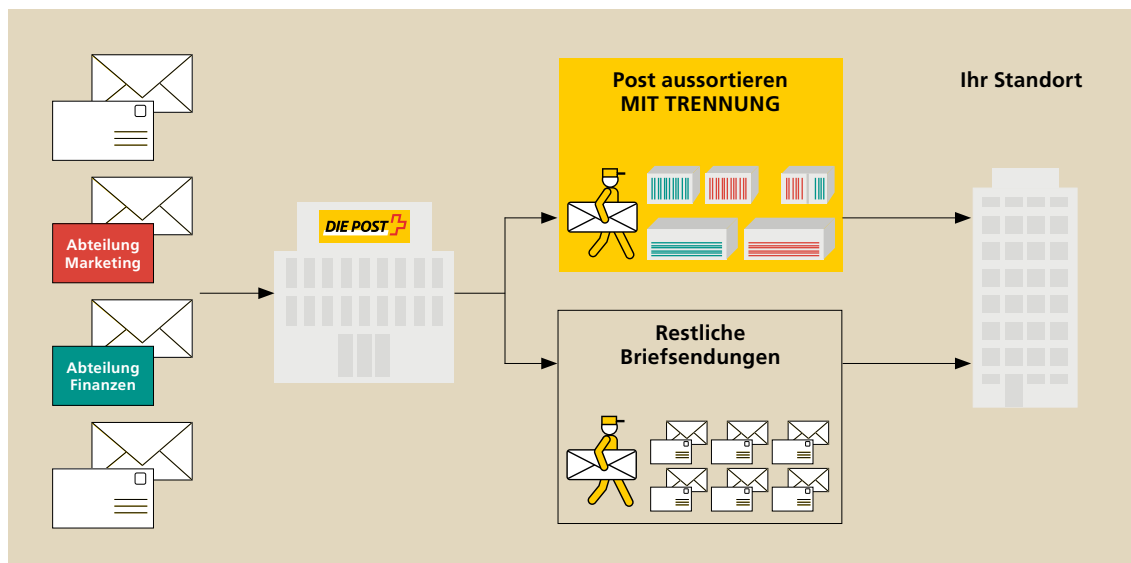 Post aussortieren
MIT TRENNUNG
Ihr Standort
DIE POST
Abteilung
Marketing
Abteilung
Finanzen
Restliche
Briefsendungen